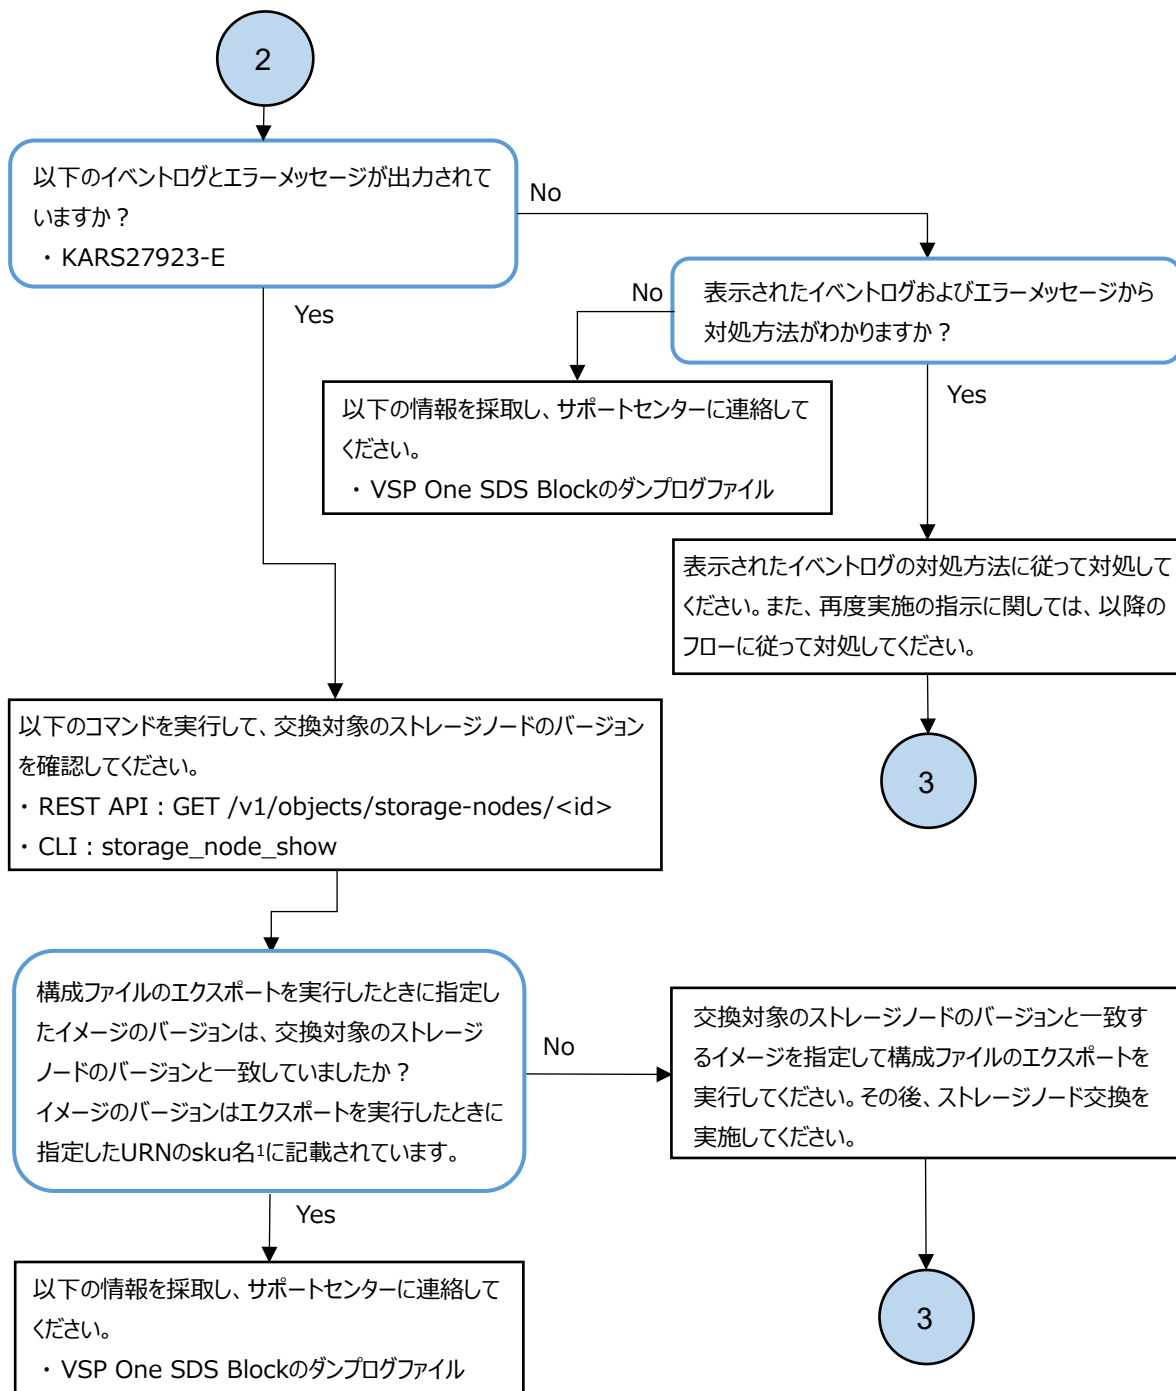 2
以下のイベントログとエラーメッセージが出力されて
いますか？
・ KARS27923-E
No
Yes
表示されたイベントログおよびエラーメッセージから
対処方法がわかりますか？
No
Yes
以下の情報を採取し、サポートセンターに連絡して
ください。
・ VSP One SDS Blockのダンプログファイル
表示されたイベントログの対処方法に従って対処して
ください。また、再度実施の指示に関しては、以降の
フローに従って対処してください。
3
以下のコマンドを実行して、交換対象のストレージノードのバージョン
を確認してください。
・ REST API : GET /v1/objects/storage-nodes/<id>
・ CLI : storage_node_show
構成ファイルのエクスポートを実行したときに指定し
たイメージのバージョンは、交換対象のストレージ
ノードのバージョンと一致していましたか？
イメージのバージョンはエクスポートを実行したときに
指定したURNのsku名1に記載されています。
No
Yes
交換対象のストレージノードのバージョンと一致す
るイメージを指定して構成ファイルのエクスポートを
実行してください。その後、ストレージノード交換を
実施してください。
3
以下の情報を採取し、サポートセンターに連絡して
ください。
・ VSP One SDS Blockのダンプログファイル